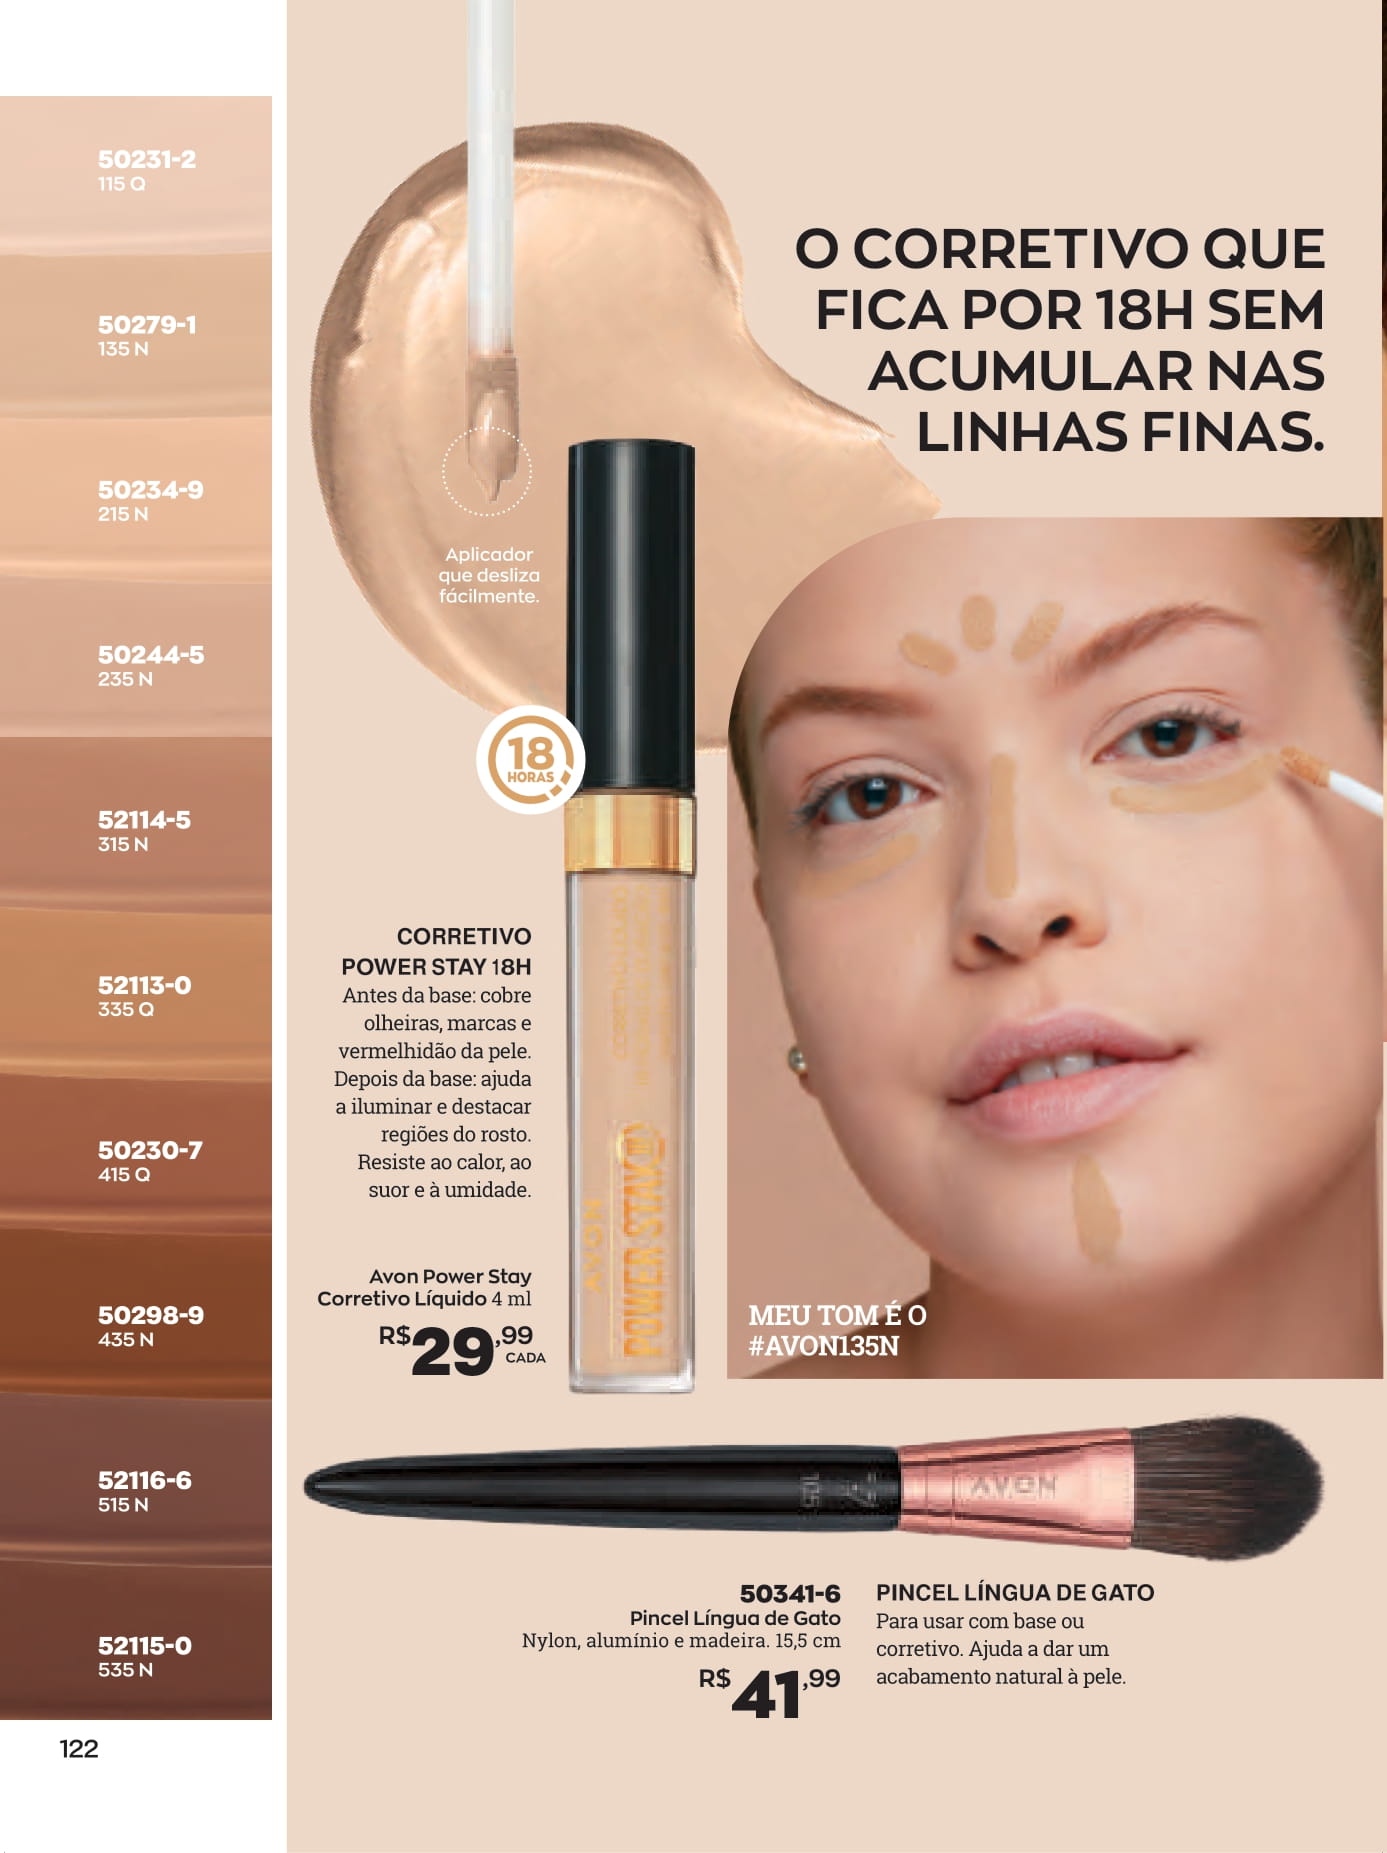 50231-2
115 Q
50279-1
135 N
50234-9
215 N
50244-5
235 N
52114-5
315 N
52113-0
335 Q
50230-7
415 Q
50298-9
435 N
52116-6
515 N
52115-0
535 N
122
O CORRETIVO QUE
FICA POR 18H SEM
ACUMULAR NAS
LINHAS FINAS.
Aplicador
que desliza
fácilmente.
18
HORAS
CORRETIVO
POWER STAY 18H
Antes da base: cobre
olheiras, marcas e
vermelhidão da pele.
Depois da base: ajuda
a iluminar e destacar
regiões do rosto.
Resiste ao calor, ao
suor e à umidade.
Avon Power Stay
Corretivo Líquido 4 ml
R$29,99
CADA
AVON
POWER STAY
CORRETIVO LÍQUIDO
MEU TOM É O
#AVON135N
AVON
50341-6
Pincel Língua de Gato
Nylon, alumínio e madeira. 15,5 cm
R$41,99
PINCEL LÍNGUA DE GATO
Para usar com base ou
corretivo. Ajuda a dar um
acabamento natural à pele.